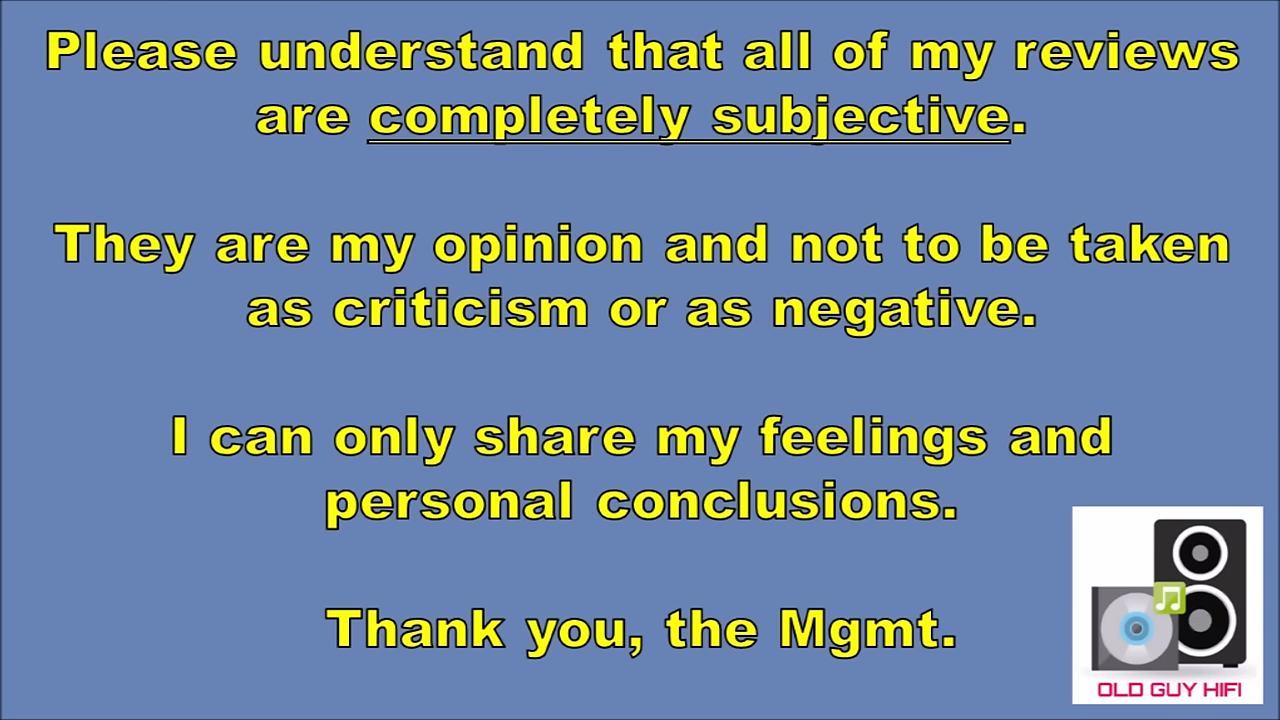 Please understand that all of my reviews
are completely subjective.
They are my opinion and not to be taken
as criticism or as negative.
I can only share my feelings and
personal conclusions.
Thank you, the Mgmt.
OLD GUY HIFI